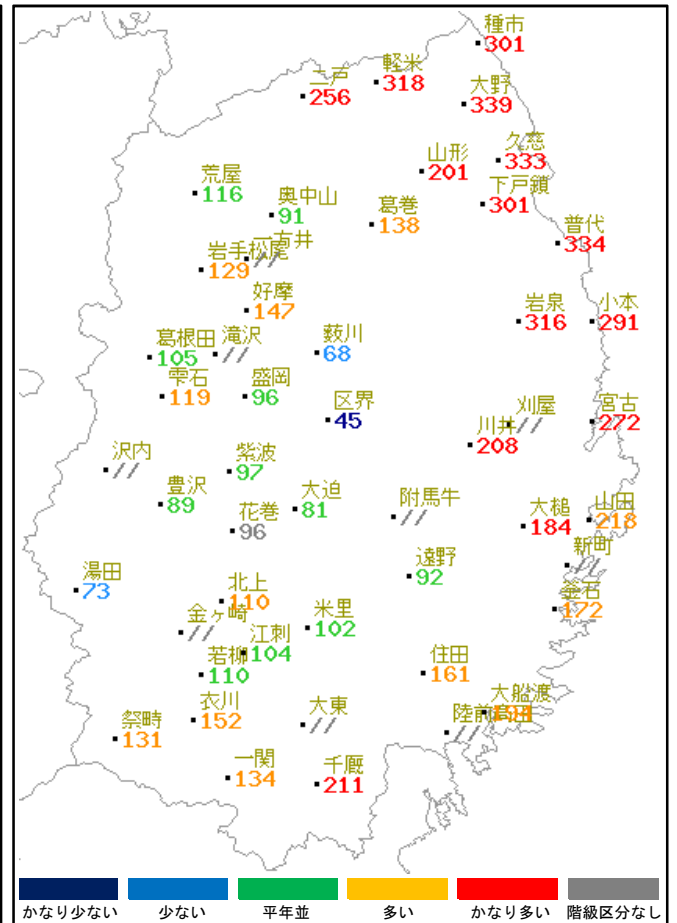 種市
301
軽米
318
二戸
256
大野
339
久慈
333
山形
201
下戸鎖
301
荒屋
116
奥中山
91
葛巻
138
普代
334
一方井
//
岩手松尾
129
好摩
147
岩泉
316
小本
291
葛根田
105
滝沢
//
薮川
68
雫石
119
盛岡
96
区界
45
刈屋
//
宮古
272
川井
208
沢内
//
紫波
97
豊沢
89
大迫
81
花巻
96
附馬牛
//
大槌
184
山田
218
新町
//
遠野
92
湯田
73
北上
110
釜石
172
金ヶ崎
//
米里
102
江刺
104
若柳
110
住田
161
衣川
152
大東
//
大船渡
陸前高田
//
祭畤
131
一関
134
千厩
211
かなり少ない 少ない 平年並 多い かなり多い 階級区分なし